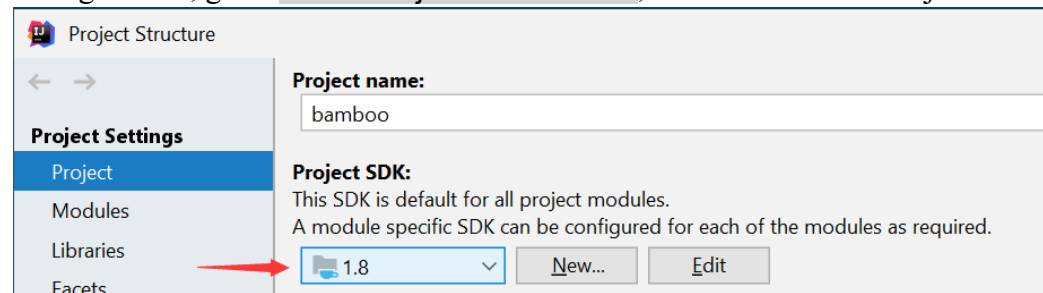 Project Structure
Project name:
bamboo
Project Settings
Project
Project SDK:
This SDK is default for all project modules.
Modules
A module specific SDK can be configured for each of the modules as required.
Libraries
1.8
New...
Edit
Facets